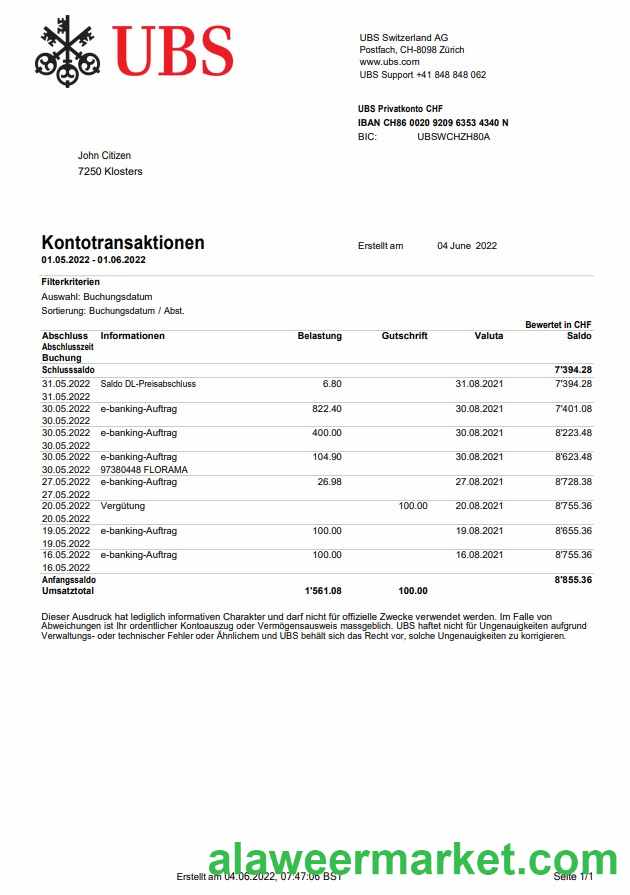 UBS
UBS Switzerland AG
Postfach, CH-8098 Zürich
www.ubs.com
UBS Support +41 848 848 062
UBS Privatkonto CHF
IBAN CH86 0020 9209 6353 4340 N
BIC: UBSWCHZH80A
John Citizen
7250 Klosters
Kontotransaktionen
Erstellt am 04 June 2022
01.05.2022 - 01.06.2022
Filterkriterien
Auswahl: Buchungsdatum
Sortierung: Buchungsdatum / Abst.
Bewertet in CHF
Abschluss Informationen Belastung Gutschrift Valuta Saldo
Abschlusszeit
Buchung
Schlusssaldo 7'394.28
31.05.2022 Saldo DL-Preisabschluss 6.80 31.08.2021 7'394.28
31.05.2022
30.05.2022 e-banking-Auftrag 822.40 30.08.2021 7'401.08
30.05.2022
30.05.2022 e-banking-Auftrag 400.00 30.08.2021 8'223.48
30.05.2022
30.05.2022 e-banking-Auftrag 104.90 30.08.2021 8'623.48
30.05.2022 97380448 FLORAMA
27.05.2022 e-banking-Auftrag 26.98 27.08.2021 8'728.38
27.05.2022
20.05.2022 Vergütung 100.00 20.08.2021 8'755.36
20.05.2022
19.05.2022 e-banking-Auftrag 100.00 19.08.2021 8'655.36
19.05.2022
16.05.2022 e-banking-Auftrag 100.00 16.08.2021 8'755.36
16.05.2022
Anfangssaldo 8'855.36
Umsatztotal 1'561.08 100.00
Dieser Ausdruck hat lediglich informativen Charakter und darf nicht für offizielle Zwecke verwendet werden. Im Falle von
Abweichungen ist Ihr ordentlicher Kontoauszug oder Vermögensausweis massgeblich. UBS haftet nicht für Ungenauigkeiten aufgrund
Verwaltungs- oder technischer Fehler oder Ähnlichem und UBS behält sich das Recht vor, solche Ungenauigkeiten zu korrigieren.
alaweermarket.com
Erstellt am 04.06.2022, 07:47:06 BST Seite 1/1